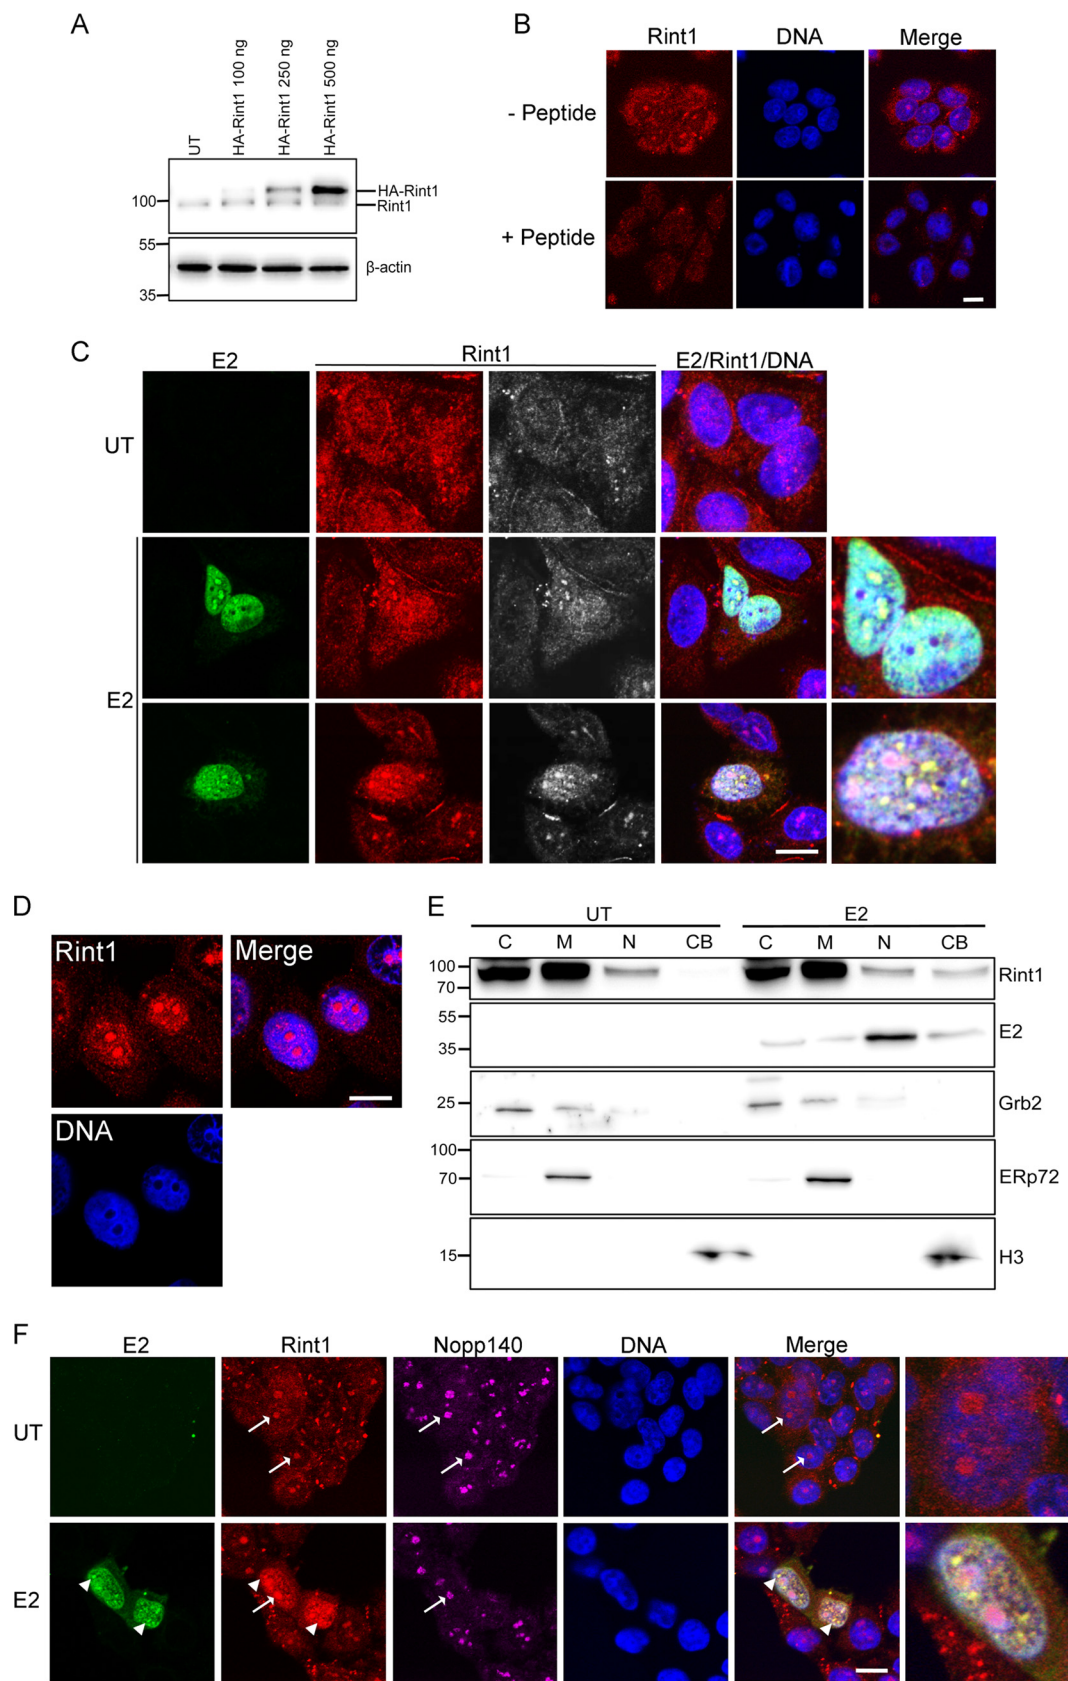 A
UT
HA-Rint1 100 ng
HA-Rint1 250 ng
HA-Rint1 500 ng
100
HA-Rint1
Rint1
55
35
β-actin
B
Rint1 DNA Merge
- Peptide
+ Peptide
C
E2 Rint1 E2/Rint1/DNA
UT
E2
D
Rint1
Merge
DNA
E
UT E2
C M N CB C M N CB
100
70
Rint1
55
35
E2
25
Grb2
100
70
ERp72
15
H3
F
E2 Rint1 Nopp140 DNA Merge
UT
E2